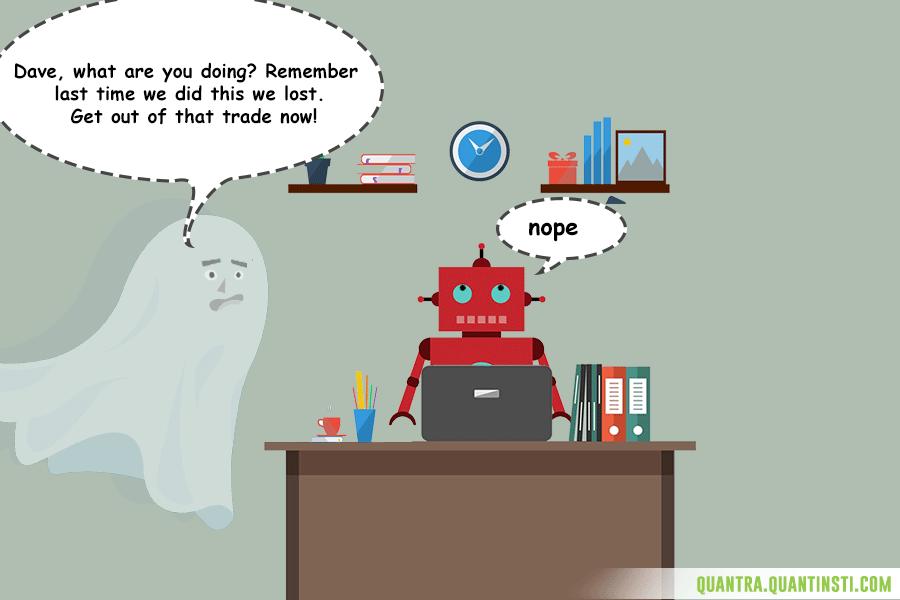 Dave, what are you doing? Remember
last time we did this we lost.
Get out of that trade now!
nope
QUANTRA.QUANTINSTI.COM